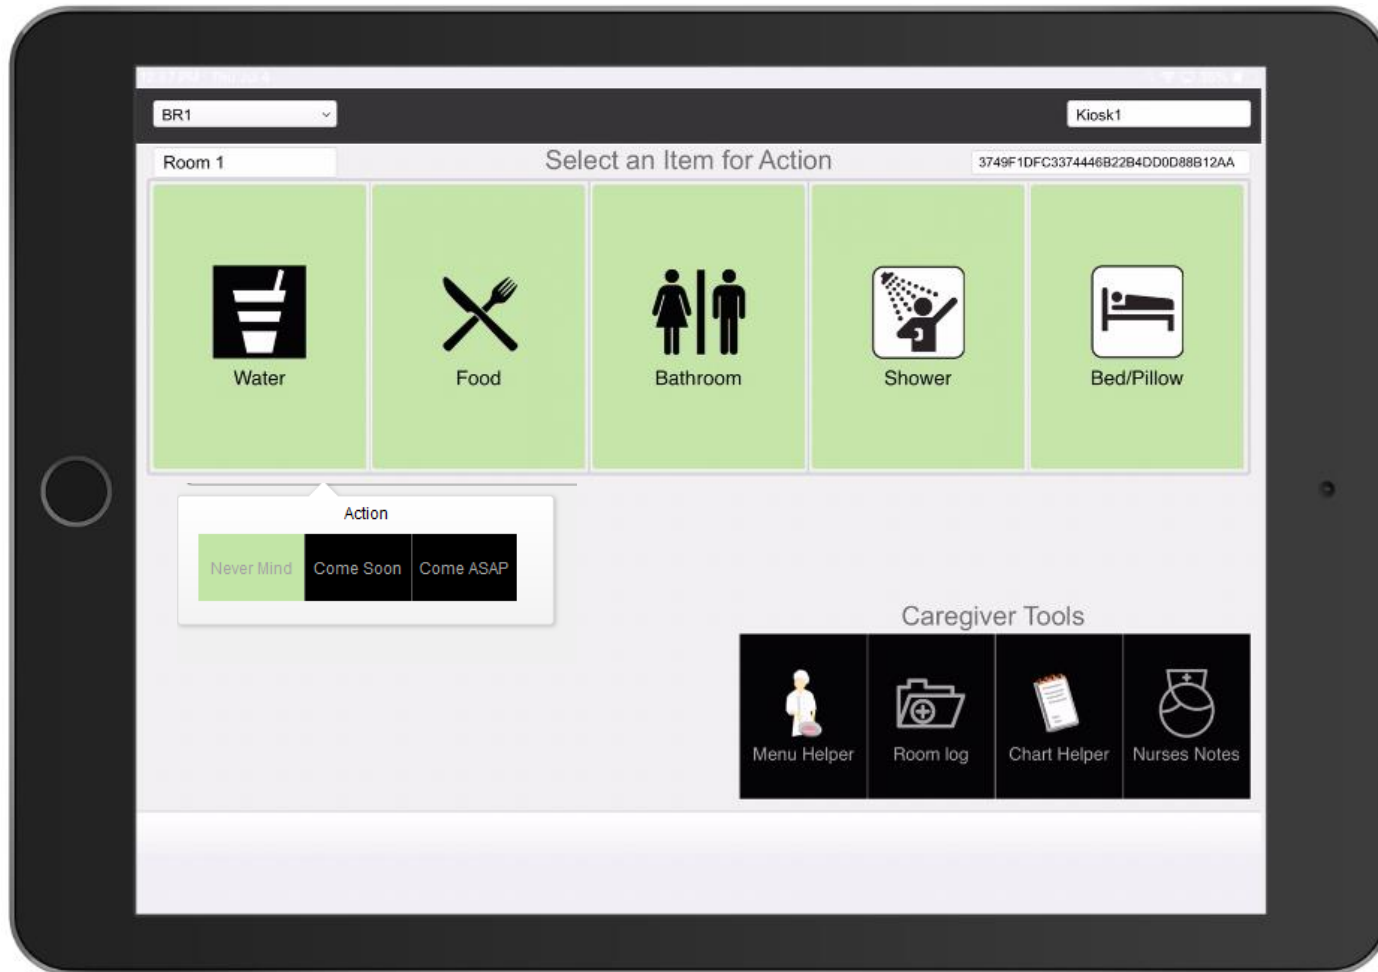 BR1
Kiosk1
Room 1
Select an Item for Action
3749F1DFC3374446B22B4DD0D88B12AA
Water
Food
Bathroom
Shower
Bed/Pillow
Action
Never Mind
Come Soon
Come ASAP
Caregiver Tools
Menu Helper
Room log
Chart Helper
Nurses Notes